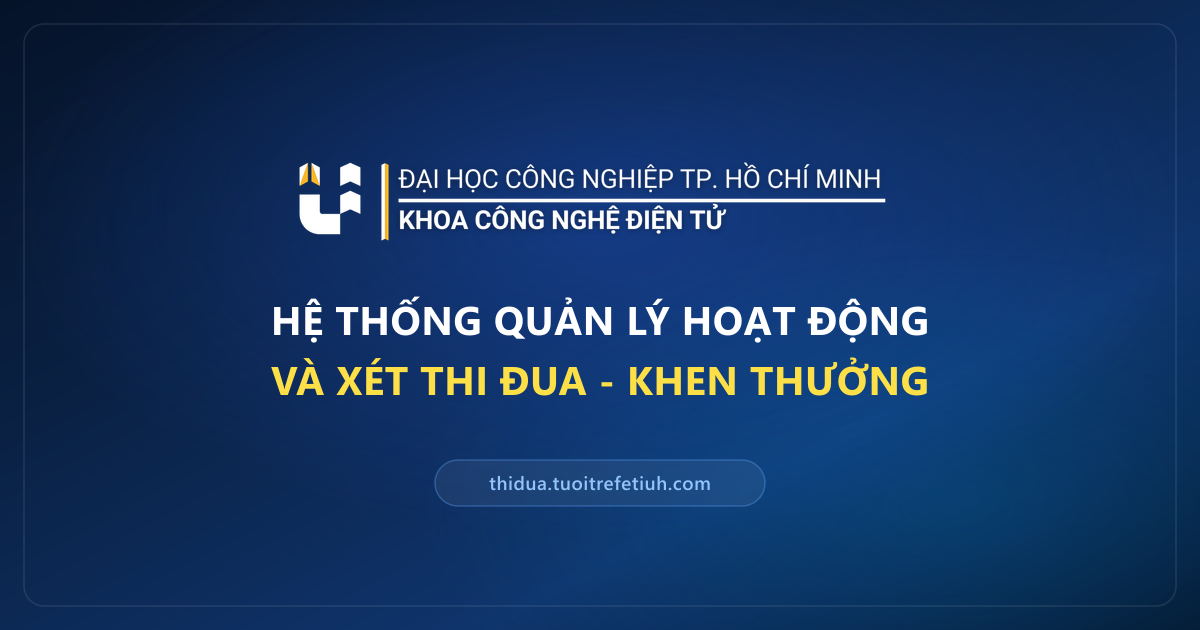 ĐẠI HỌC CÔNG NGHIỆP TP. HỒ CHÍ MINH
KHOA CÔNG NGHỆ ĐIỆN TỬ
HỆ THỐNG QUẢN LÝ HOẠT ĐỘNG
VÀ XÉT THI ĐUA - KHEN THƯỞNG
thidua.tuoitrefetiuh.com